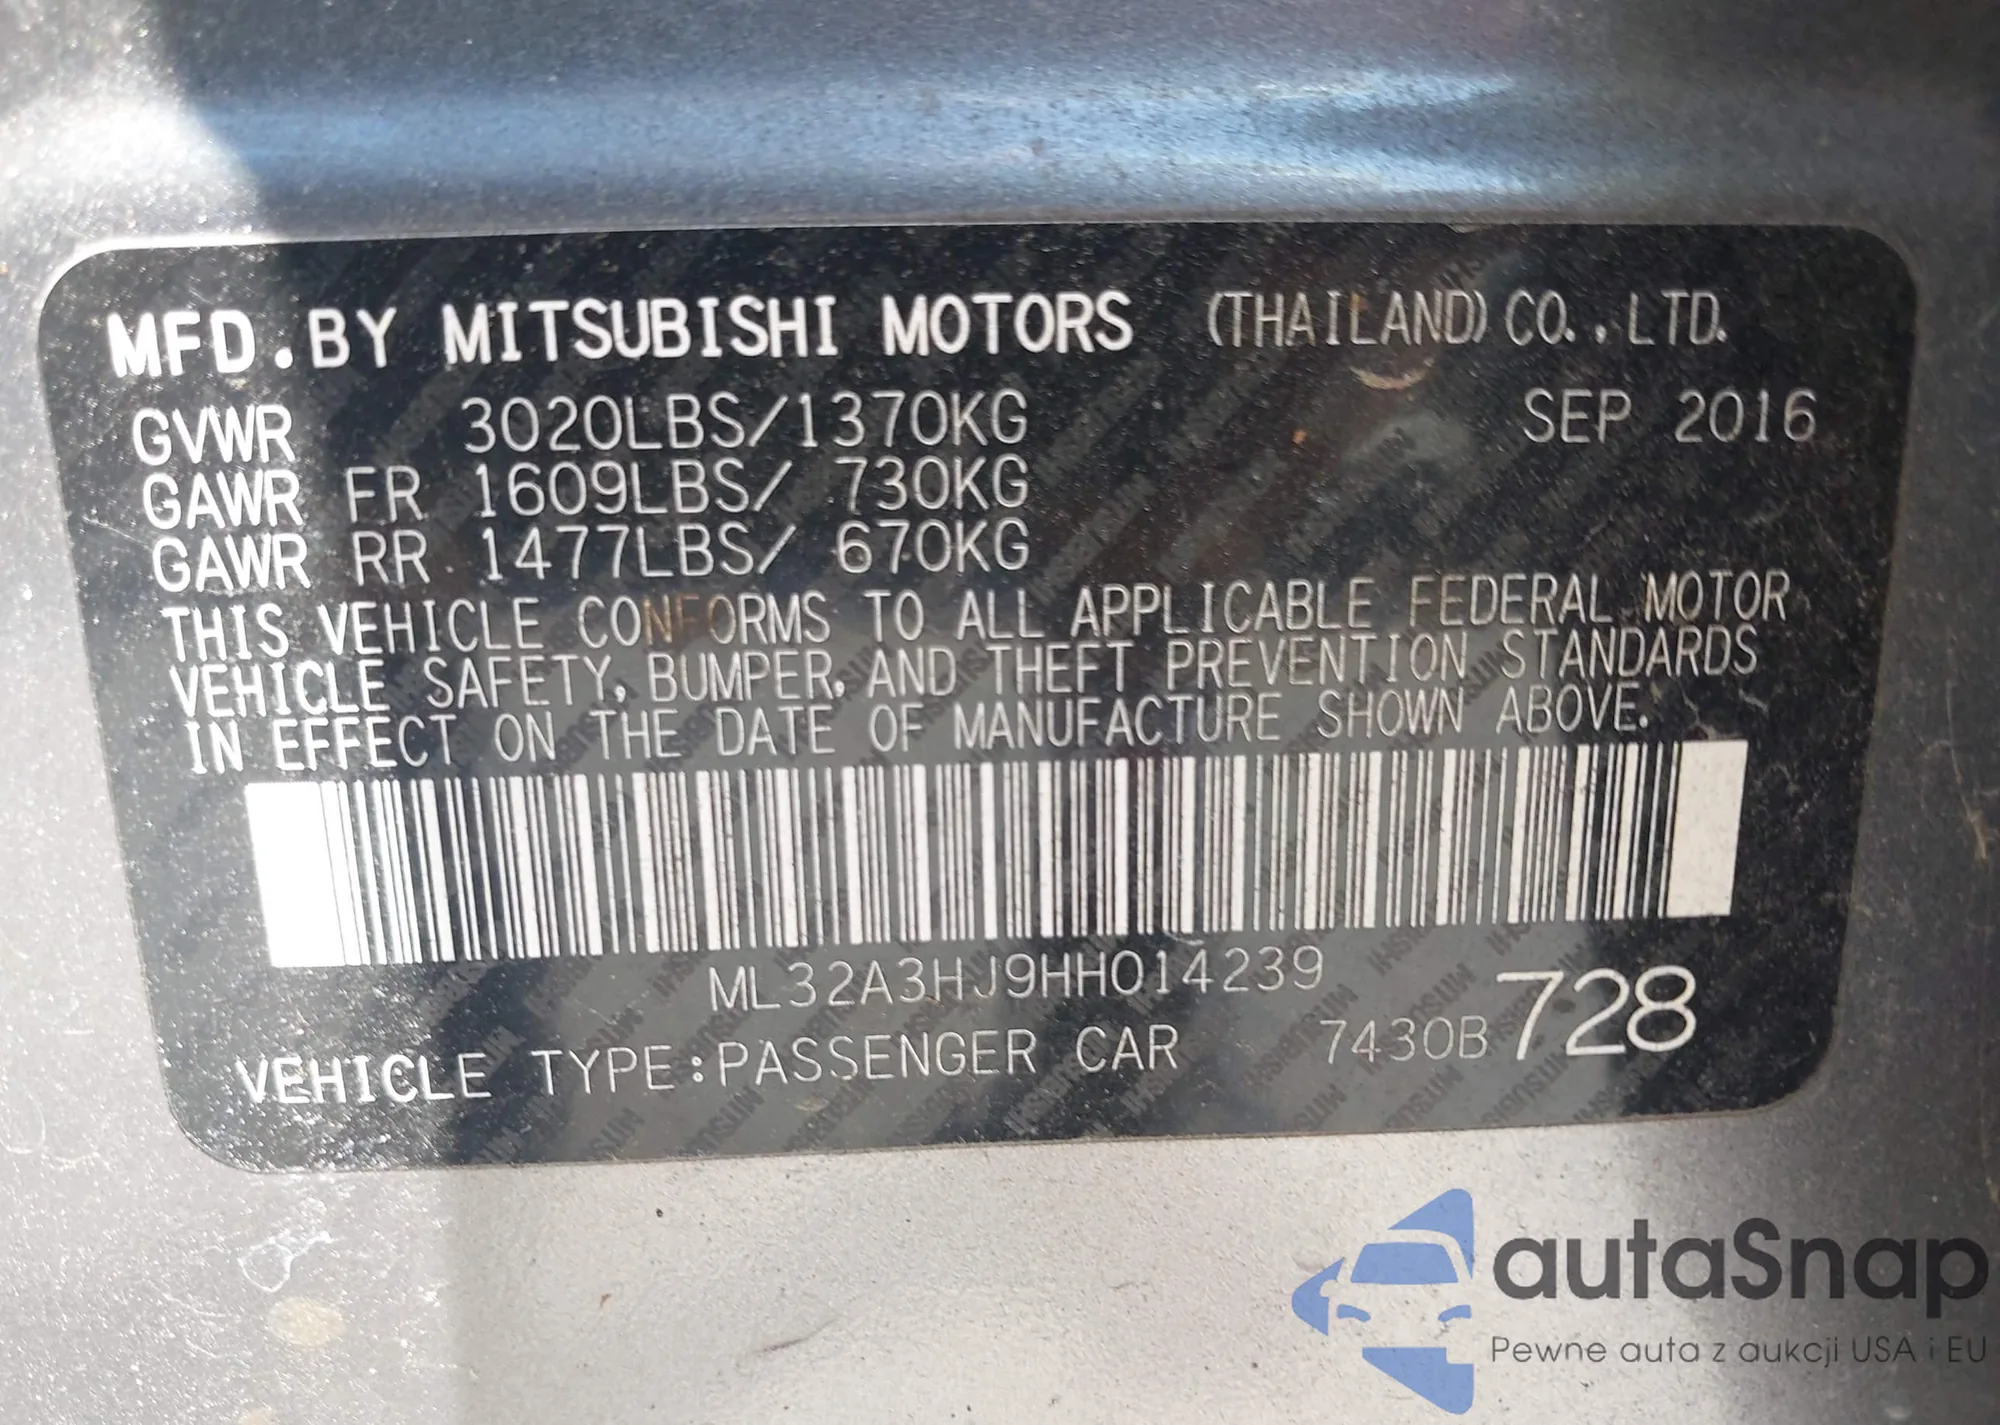 MFD.BY MITSUBISHI MOTORS (THAILAND) CO.,LTD.
GVWR 3020LBS/1370KG SEP 2016
GAWR FR 1609LBS/ 730KG
GAWR RR 1477LBS/ 670KG
THIS VEHICLE CONFORMS TO ALL APPLICABLE FEDERAL MOTOR
VEHICLE SAFETY, BUMPER, AND THEFT PREVENTION STANDARDS
IN EFFECT ON THE DATE OF MANUFACTURE SHOWN ABOVE.
ML32A3HJ9HH014239
VEHICLE TYPE:PASSENGER CAR 7430B 728
autaSnap
Pewne auta z aukcji USA i EU